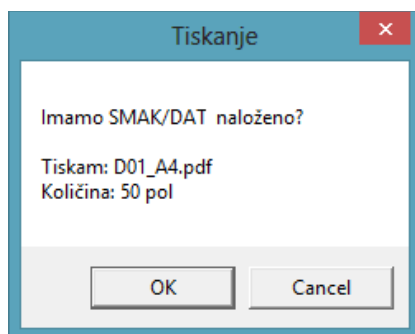 Tiskanje
Imamo SMAK/DAT  naloženo?
Tiskam: D01_A4.pdf
Količina: 50 pol
OK
Cancel